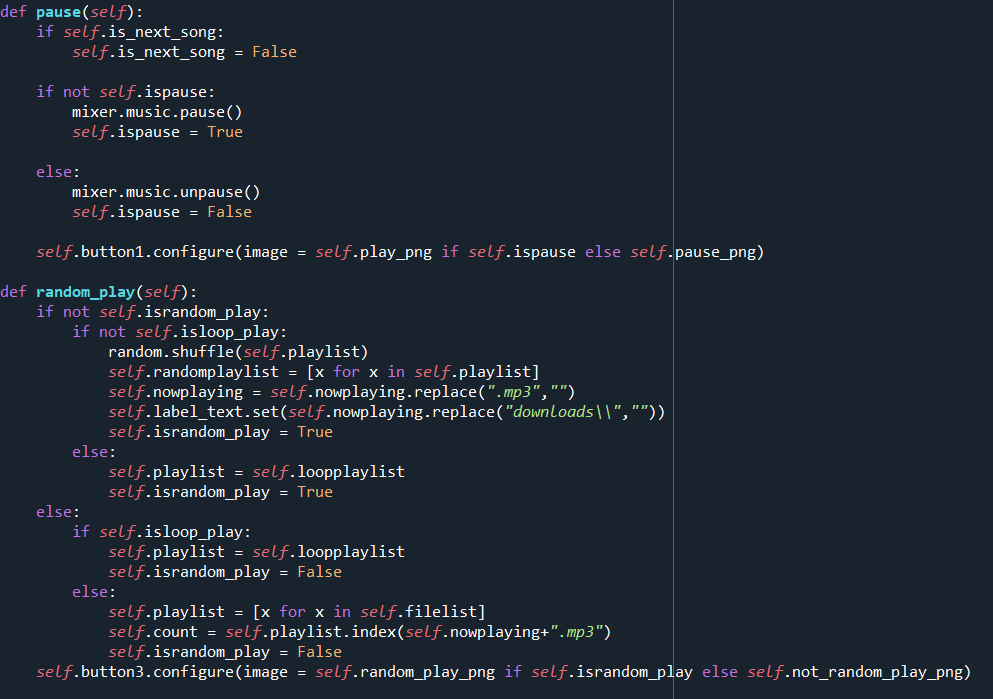 def pause(self):
    if self.is_next_song:
        self.is_next_song = False

    if not self.ispause:
        mixer.music.pause()
        self.ispause = True

    else:
        mixer.music.unpause()
        self.ispause = False

    self.button1.configure(image = self.play_png if self.ispause else self.pause_png)

def random_play(self):
    if not self.israndom_play:
        if not self.isloop_play:
            random.shuffle(self.playlist)
            self.randomplaylist = [x for x in self.playlist]
            self.nowplaying = self.nowplaying.replace(".mp3","")
            self.label_text.set(self.nowplaying.replace("downloads\\",""))
            self.israndom_play = True
        else:
            self.playlist = self.loopplaylist
            self.israndom_play = True
    else:
        if self.isloop_play:
            self.playlist = self.loopplaylist
            self.israndom_play = False
        else:
            self.playlist = [x for x in self.filelist]
            self.count = self.playlist.index(self.nowplaying+".mp3")
            self.israndom_play = False
    self.button3.configure(image = self.random_play_png if self.israndom_play else self.not_random_play_png)